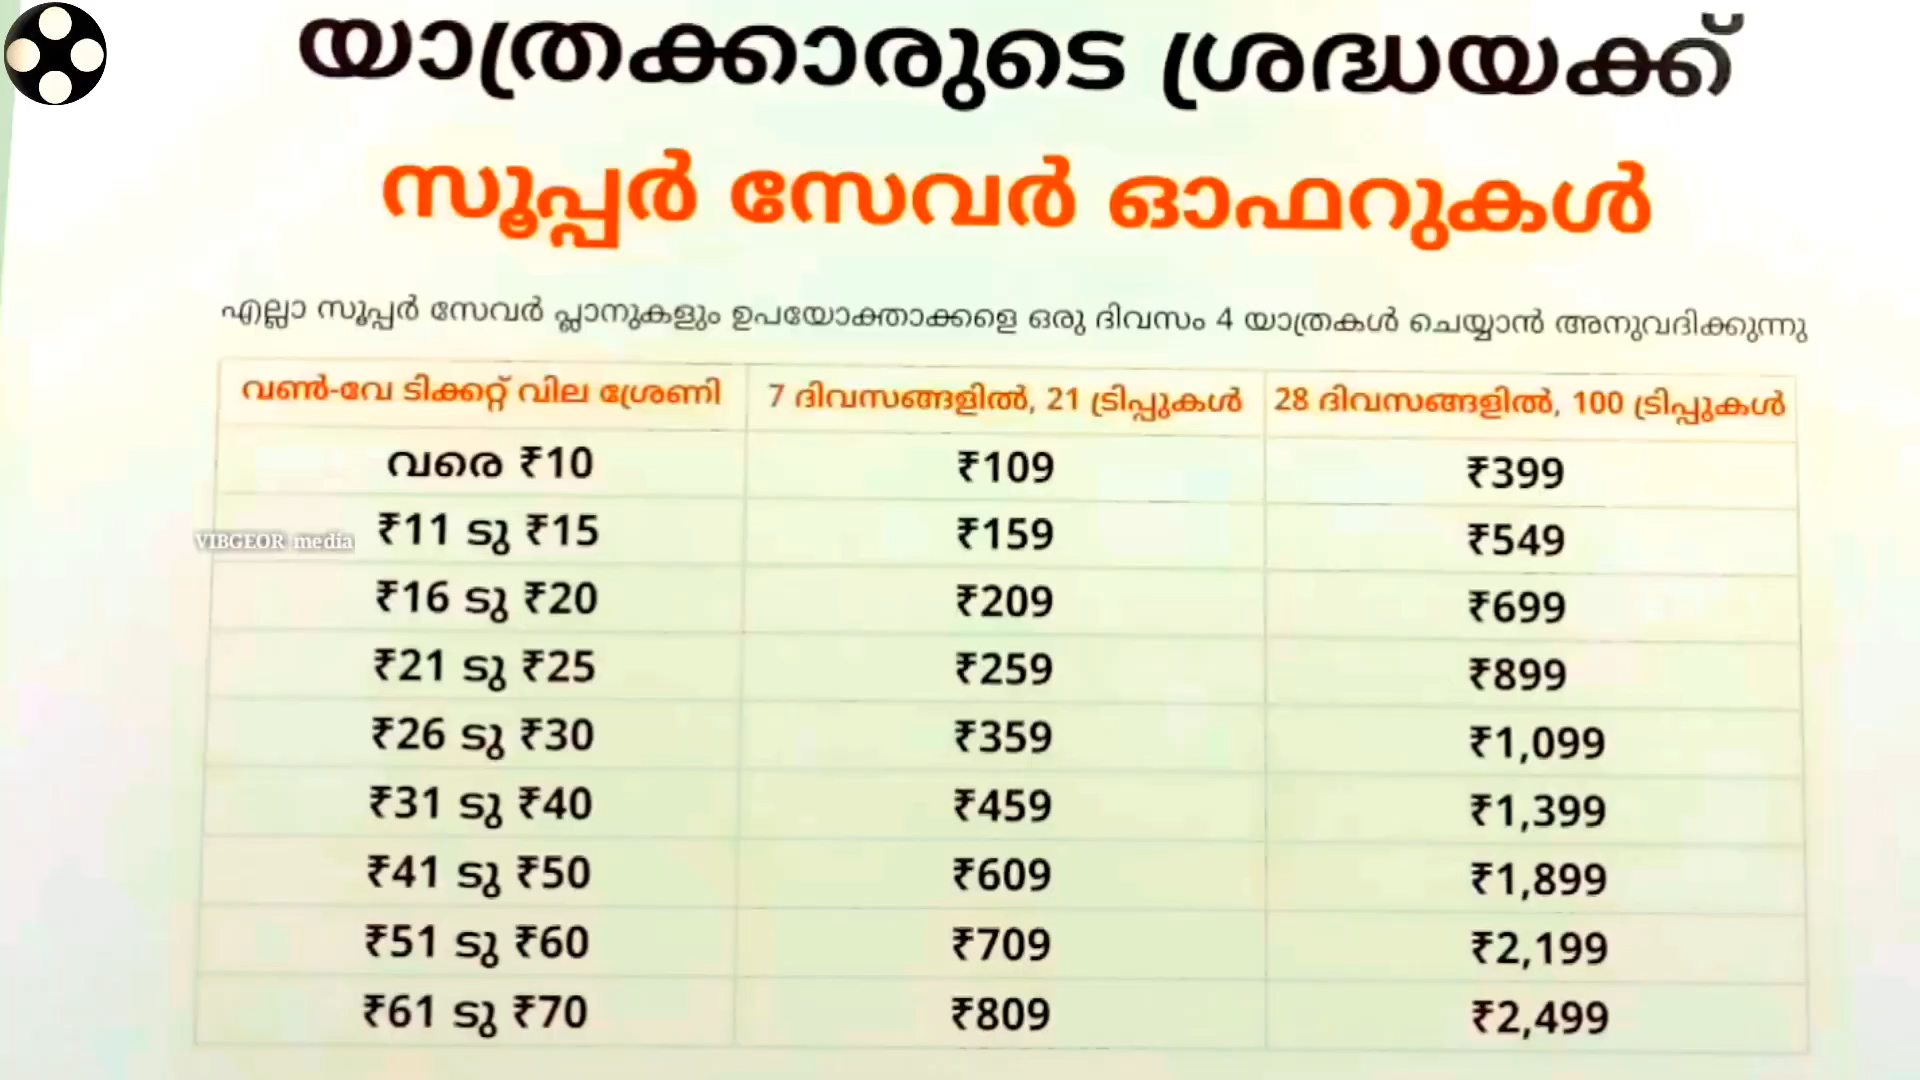 യാത്രക്കാരുടെ ശ്രദ്ധയക്ക്
സൂപ്പർ സേവർ ഓഫറുകൾ
എല്ലാ സൂപ്പർ സേവർ പ്ലാനുകളും ഉപയോക്താക്കളെ ഒരു ദിവസം 4 യാത്രകൾ ചെയ്യാൻ അനുവദിക്കുന്നു
വൺ-വേ ടിക്കറ്റ് വില ശ്രേണി 7 ദിവസങ്ങളിൽ, 21 ട്രിപ്പുകൾ 28 ദിവസങ്ങളിൽ, 100 ട്രിപ്പുകൾ
വരെ ₹10 ₹109 ₹399
VIBGEOR media ₹11 ടു ₹15 ₹159 ₹549
₹16 ടു ₹20 ₹209 ₹699
₹21 ടു ₹25 ₹259 ₹899
₹26 ടു ₹30 ₹359 ₹1,099
₹31 ടു ₹40 ₹459 ₹1,399
₹41 ടു ₹50 ₹609 ₹1,899
₹51 ടു ₹60 ₹709 ₹2,199
₹61 ടു ₹70 ₹809 ₹2,499